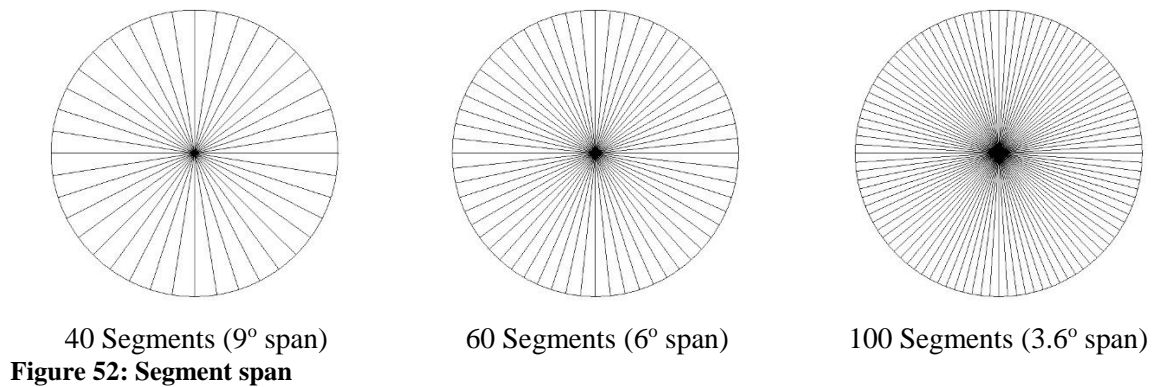 40 Segments (9º span) 60 Segments (6º span) 100 Segments (3.6º span)
Figure 52: Segment span